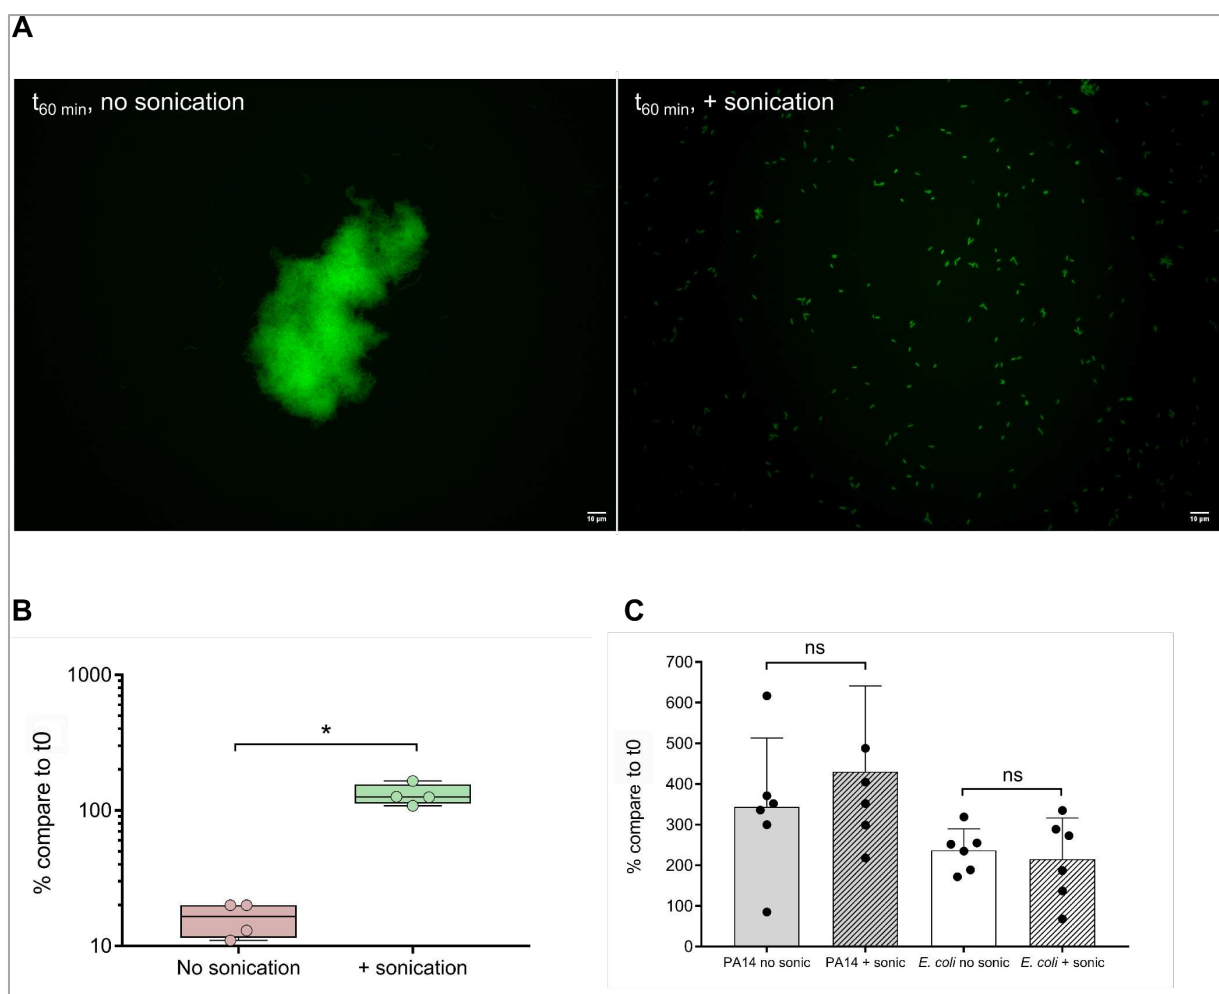 A
t60 min, no sonication
t60 min, + sonication
10 µm
10 µm
B
C
% compare to t0
1000
100
10
*
No sonication
+ sonication
% compare to t0
700
600
500
400
300
200
100
0
ns
ns
PA14 no sonic
PA14 + sonic
E. coli no sonic
E. coli + sonic